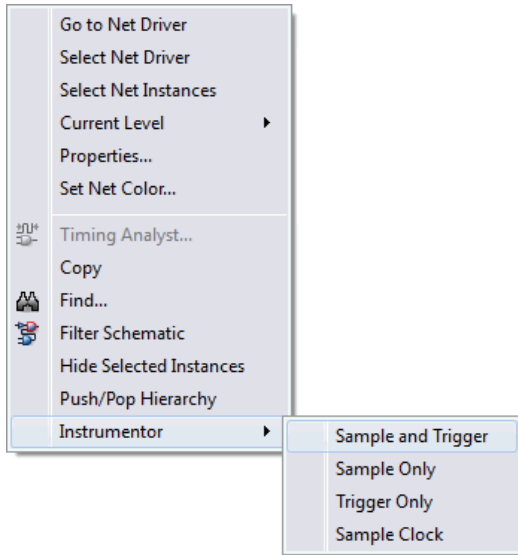 Go to Net Driver
Select Net Driver
Select Net Instances
Current Level
Properties...
Set Net Color...
Timing Analyst...
Copy
Find...
Filter Schematic
Hide Selected Instances
Push/Pop Hierarchy
Instrumentor
Sample and Trigger
Sample Only
Trigger Only
Sample Clock